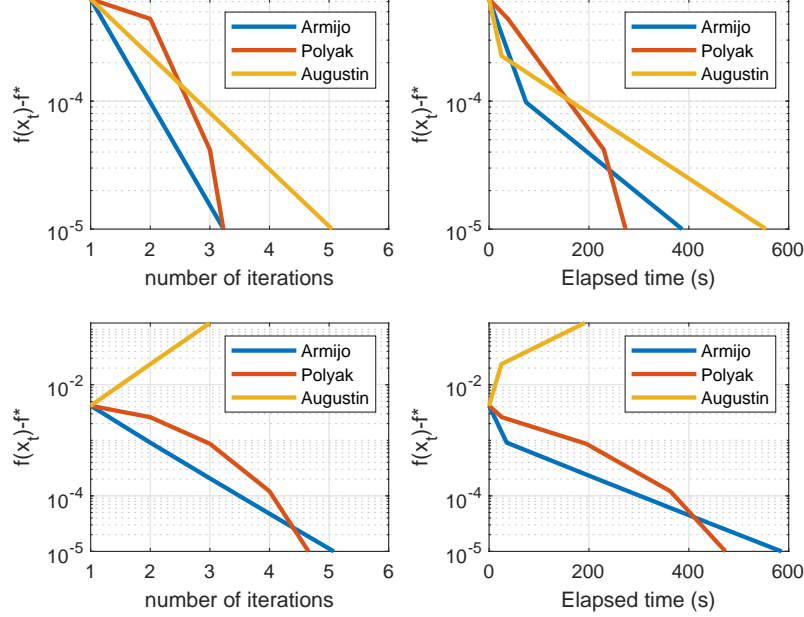 Armijo
Polyak
Augustin
10^-4
10^-5
f(x_t)-f*
1 2 3 4 5 6
number of iterations
Armijo
Polyak
Augustin
10^-4
10^-5
f(x_t)-f*
0 200 400 600
Elapsed time (s)
Armijo
Polyak
Augustin
10^-2
10^-4
10^-5
f(x_t)-f*
1 2 3 4 5 6
number of iterations
Armijo
Polyak
Augustin
10^-2
10^-4
10^-5
f(x_t)-f*
0 200 400 600
Elapsed time (s)